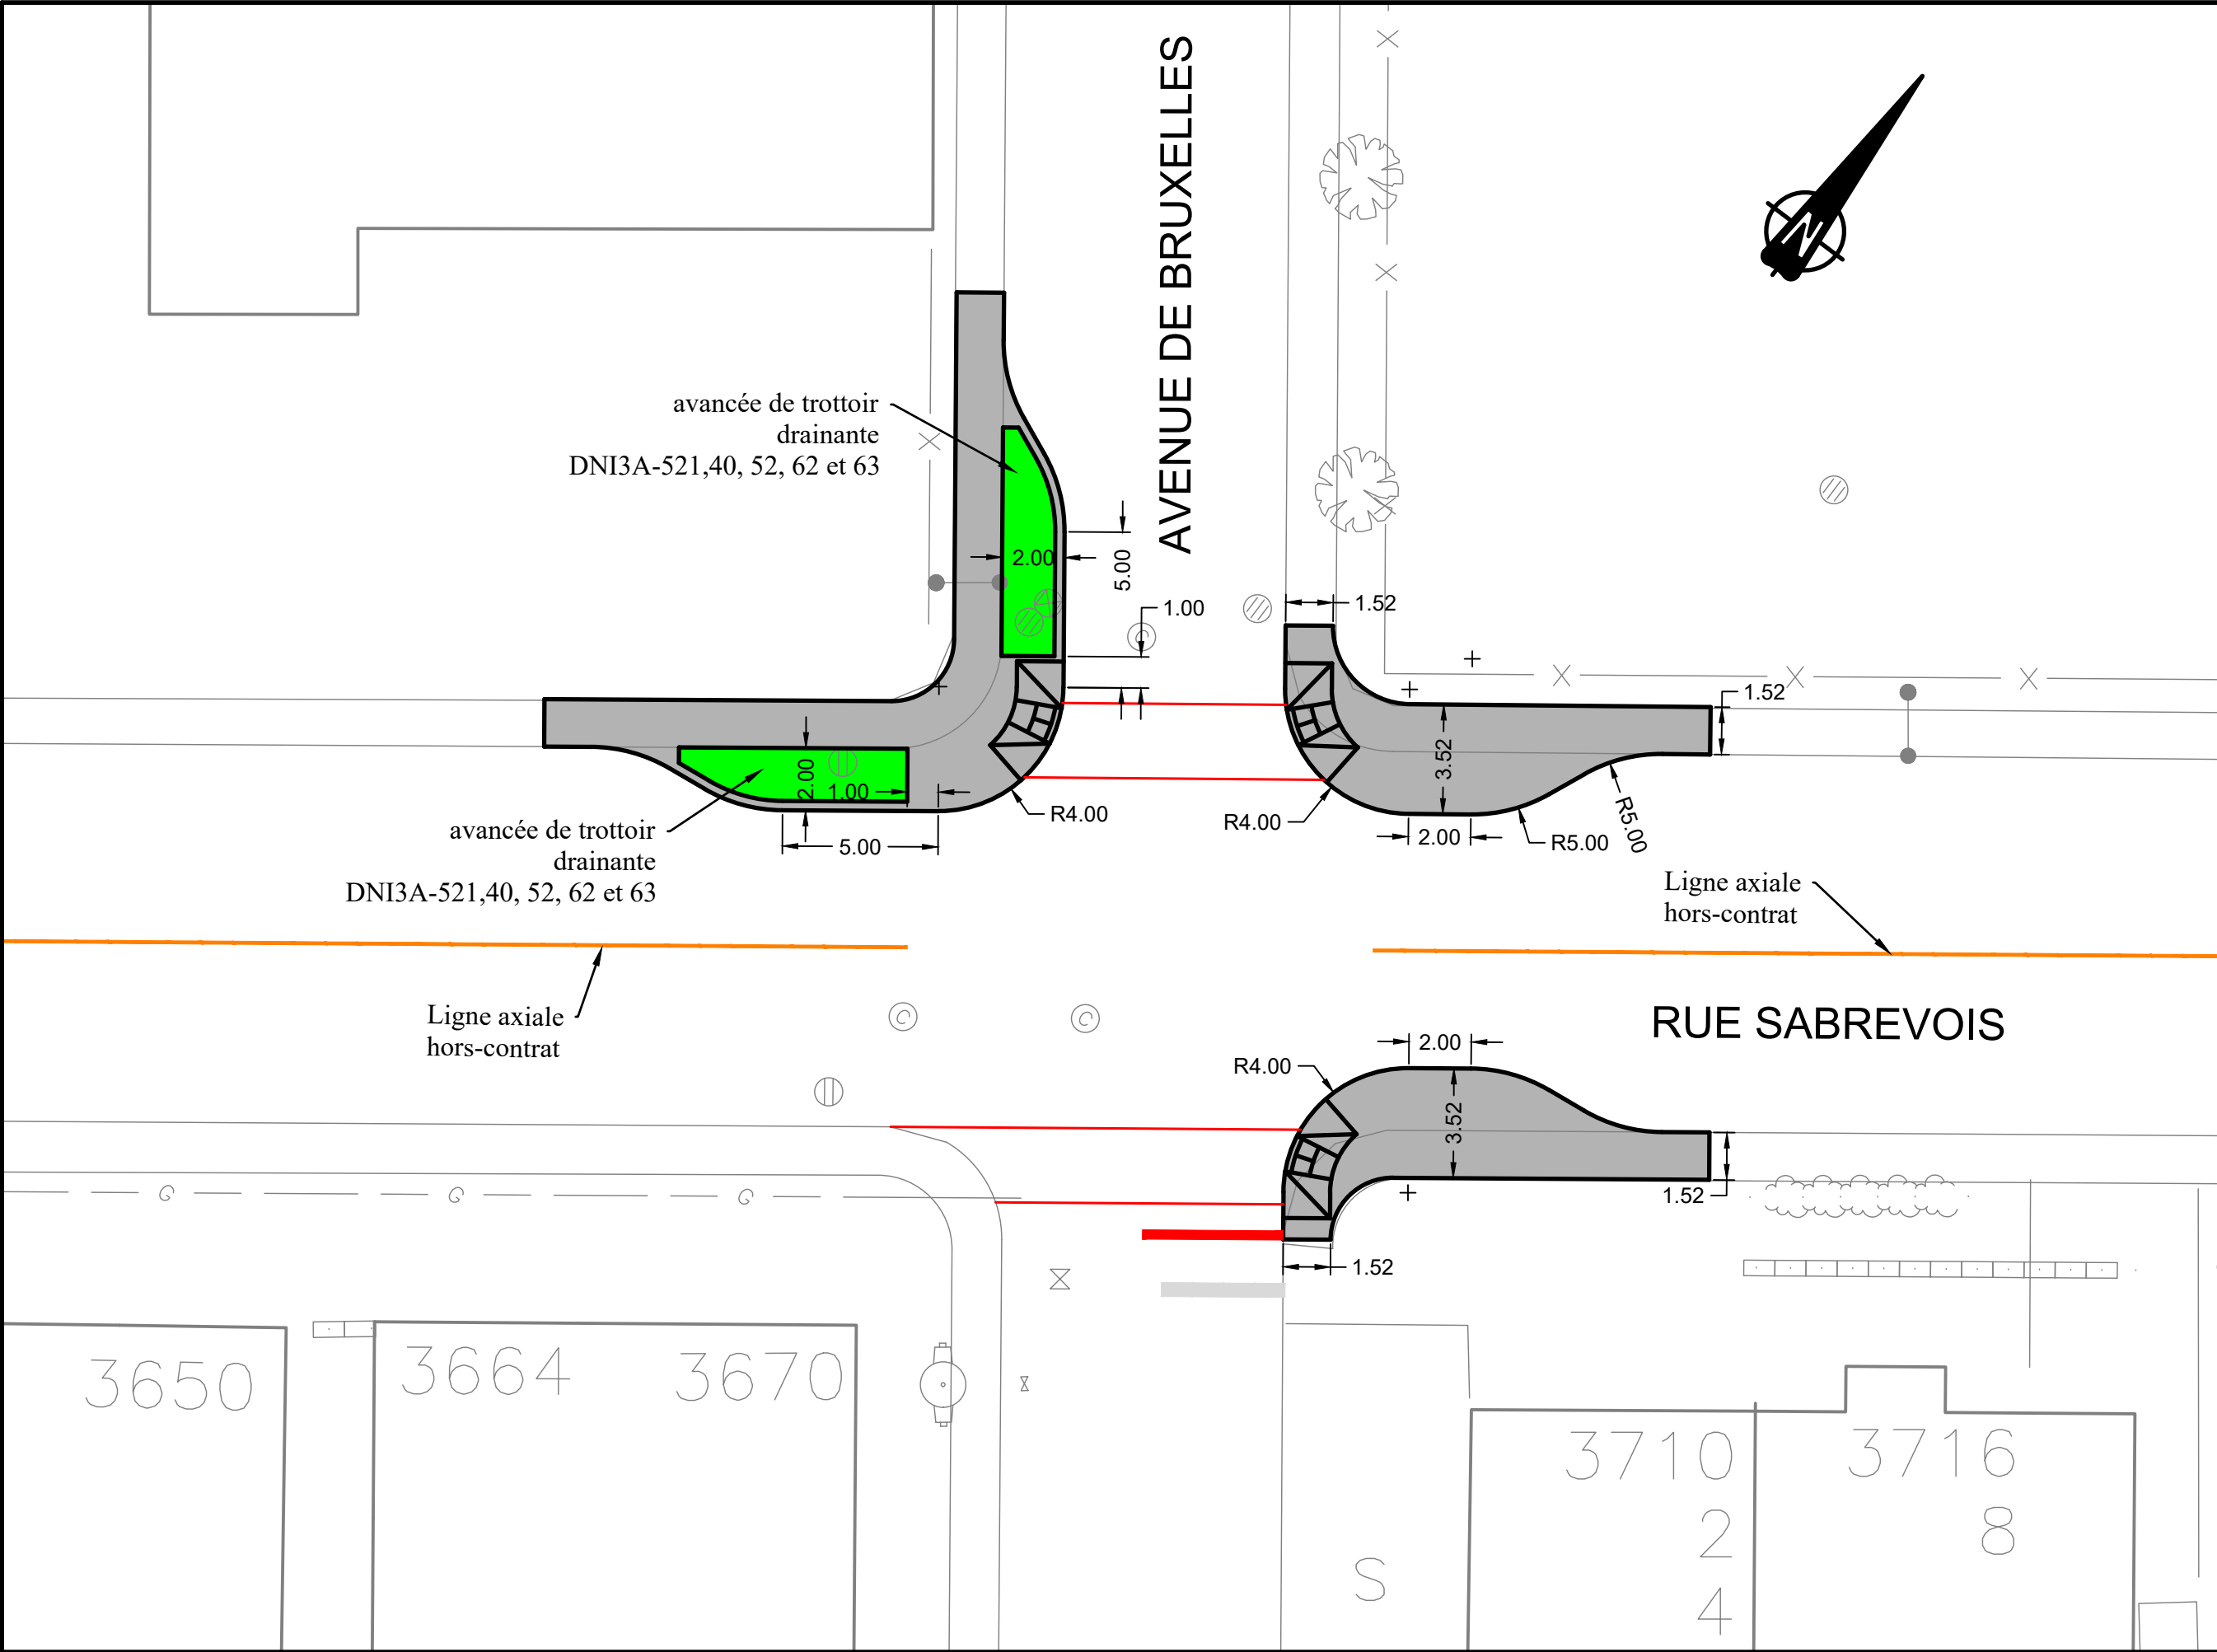 AVENUE DE BRUXELLES
N
avancée de trottoir
drainante
DNI3A-521,40, 52, 62 et 63
2.00
5.00
1.00
1.52
1.52
3.52
2.00
1.00
5.00
R4.00
R4.00
2.00
R5.00
R5.00
avancée de trottoir
drainante
DNI3A-521,40, 52, 62 et 63
Ligne axiale
hors-contrat
Ligne axiale
hors-contrat
RUE SABREVOIS
2.00
R4.00
3.52
1.52
1.52
3650
3664
3670
3710
2
4
3716
8
S